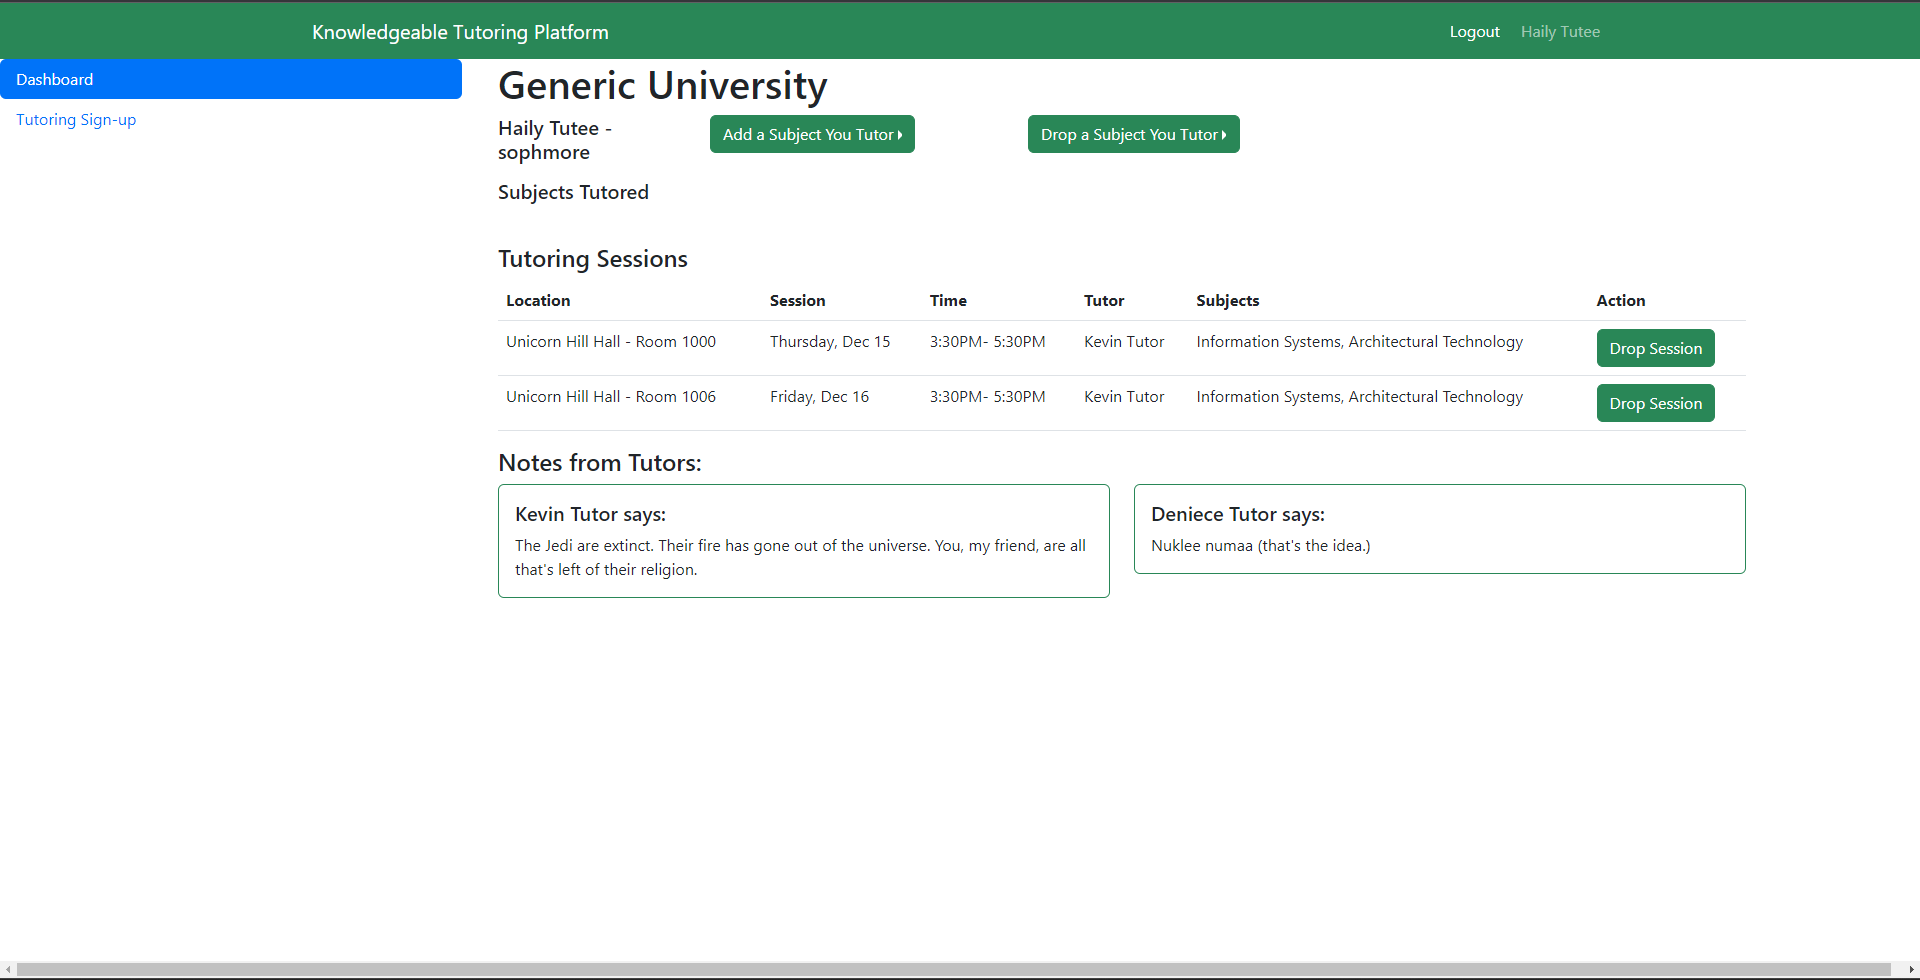 Knowledgeable Tutoring Platform Logout Haily Tutee
Dashboard
Tutoring Sign-up
Generic University
Haily Tutee -
sophmore
Add a Subject You Tutor
Drop a Subject You Tutor
Subjects Tutored
Tutoring Sessions
Location Session Time Tutor Subjects Action
Unicorn Hill Hall - Room 1000 Thursday, Dec 15 3:30PM- 5:30PM Kevin Tutor Information Systems, Architectural Technology Drop Session
Unicorn Hill Hall - Room 1006 Friday, Dec 16 3:30PM- 5:30PM Kevin Tutor Information Systems, Architectural Technology Drop Session
Notes from Tutors:
Kevin Tutor says:
The Jedi are extinct. Their fire has gone out of the universe. You, my friend, are all
that's left of their religion.
Deniece Tutor says:
Nuklee numaa (that's the idea.)